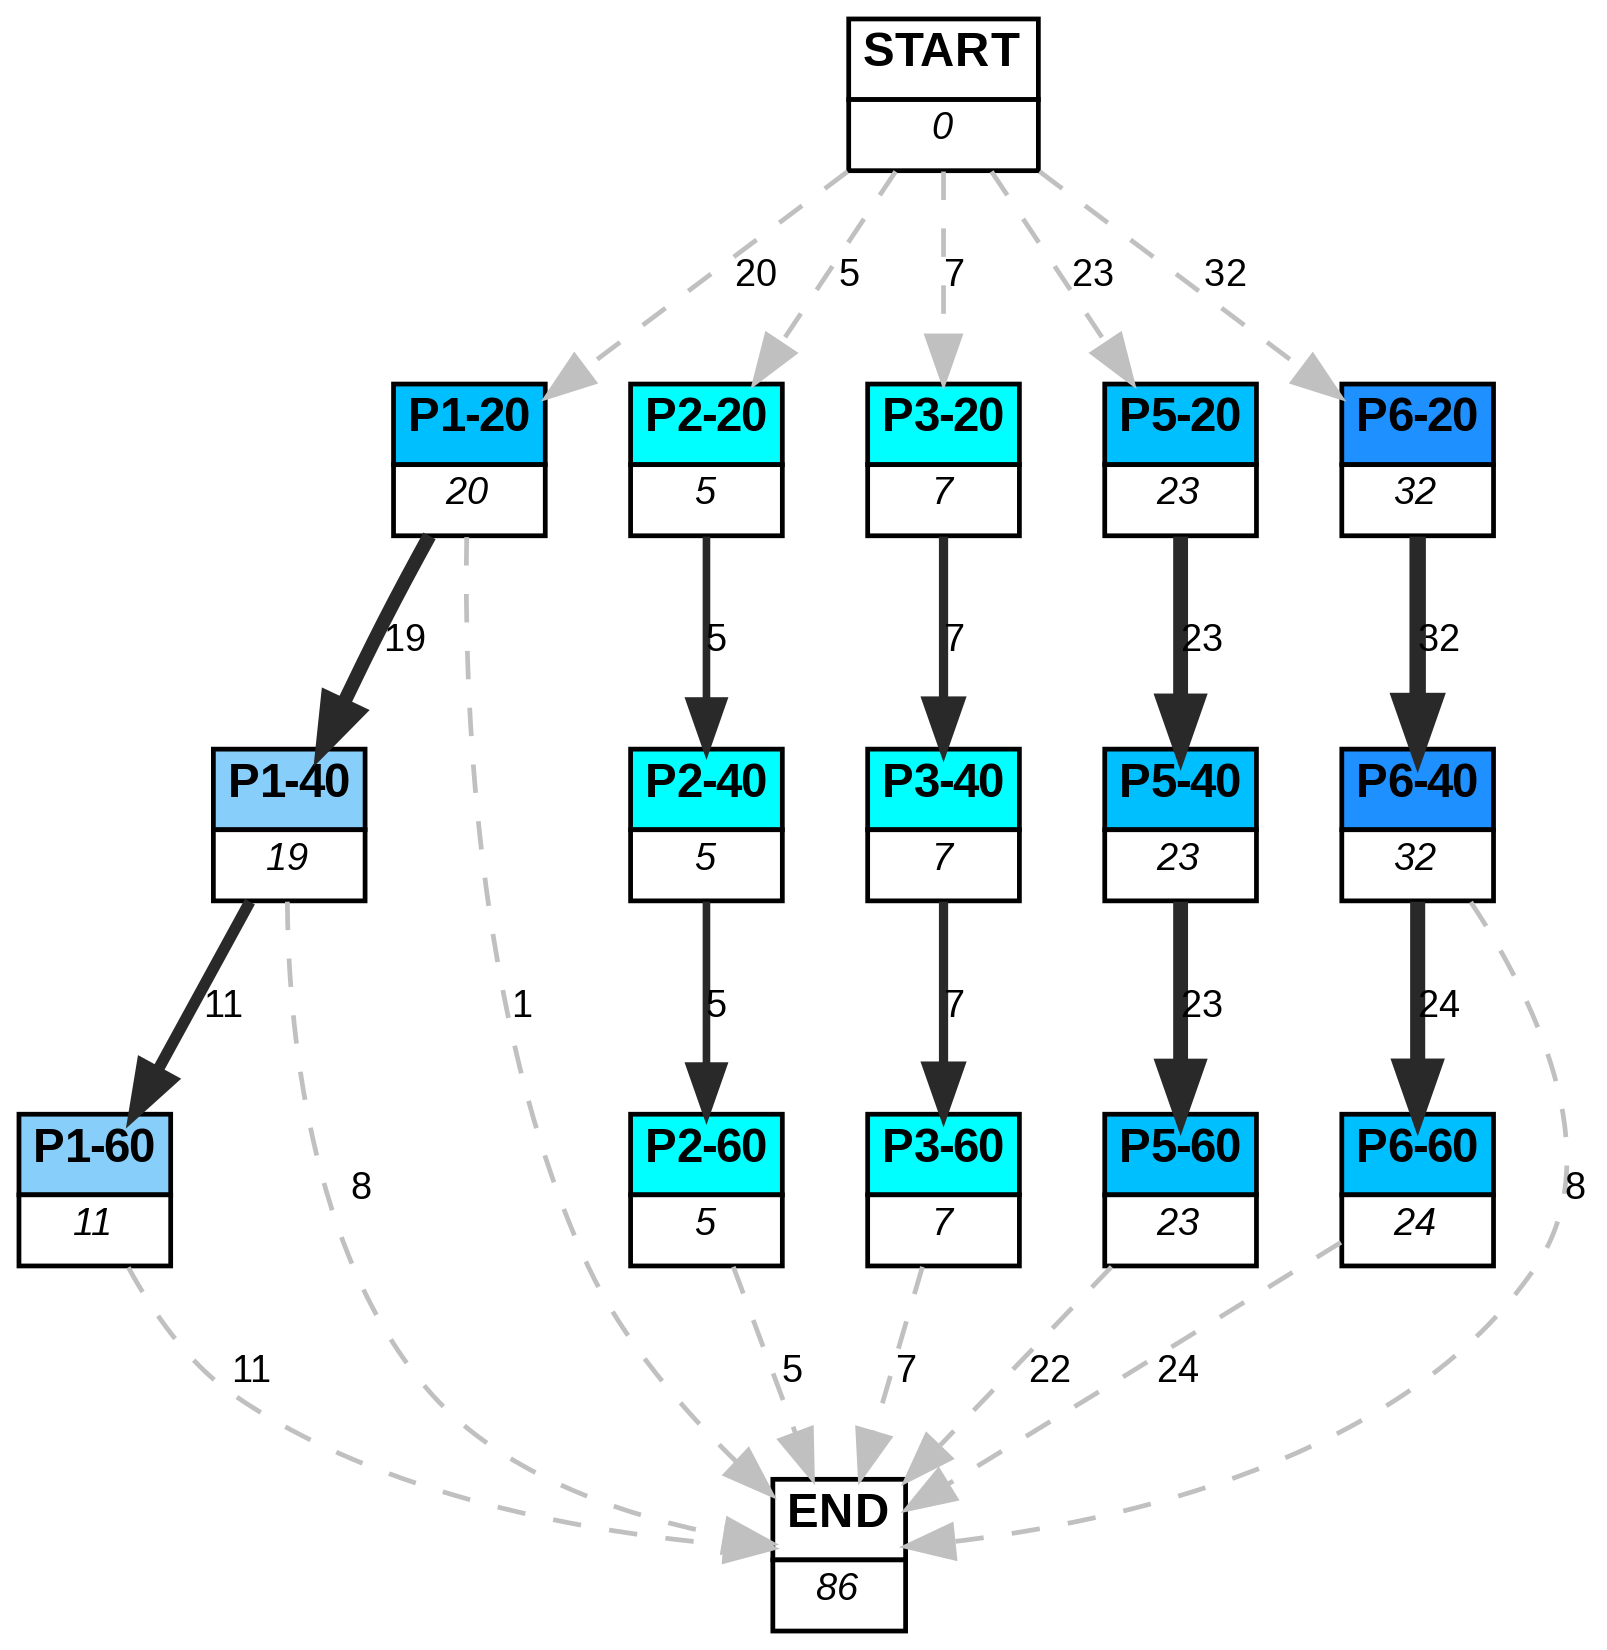 START
0
20 5 7 23 32
P1-20 P2-20 P3-20 P5-20 P6-20
20 5 7 23 32
19 5 7 23 32
P1-40 P2-40 P3-40 P5-40 P6-40
19 5 7 23 32
11 1 5 7 23 24
P1-60 P2-60 P3-60 P5-60 P6-60
8 8
11 5 7 23 24
11 5 7 22 24
END
86